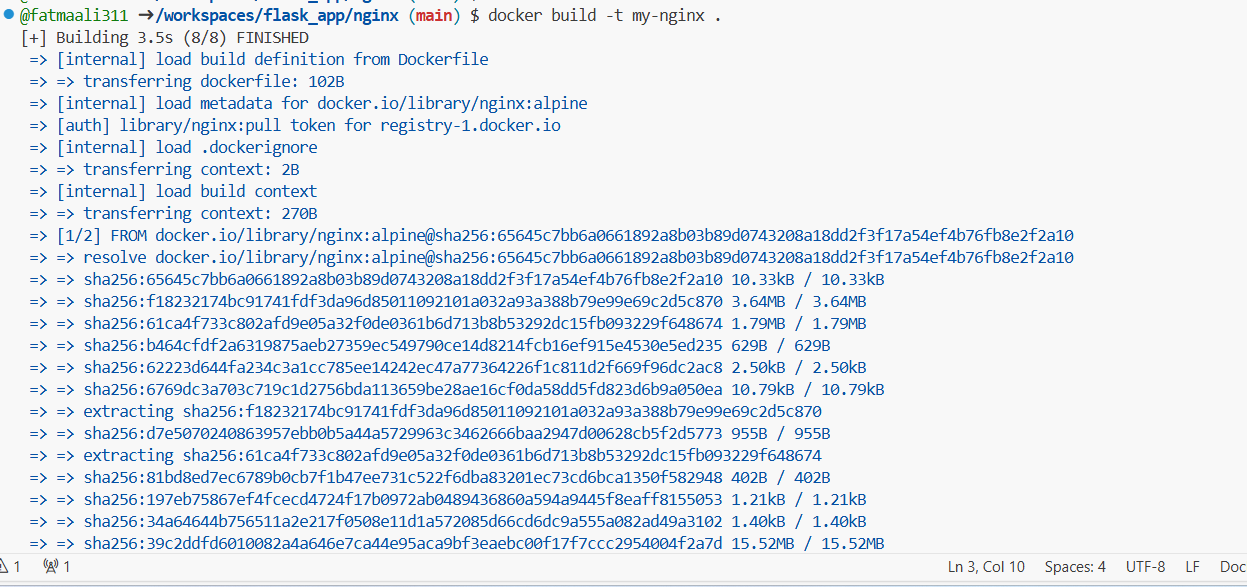 @fatmaali311 ➜/workspaces/flask_app/nginx (main) $ docker build -t my-nginx .
[+] Building 3.5s (8/8) FINISHED
=> [internal] load build definition from Dockerfile
=> => transferring dockerfile: 102B
=> [internal] load metadata for docker.io/library/nginx:alpine
=> [auth] library/nginx:pull token for registry-1.docker.io
=> [internal] load .dockerignore
=> => transferring context: 2B
=> [internal] load build context
=> => transferring context: 270B
=> [1/2] FROM docker.io/library/nginx:alpine@sha256:65645c7bb6a0661892a8b03b89d0743208a18dd2f3f17a54ef4b76fb8e2f2a10
=> => resolve docker.io/library/nginx:alpine@sha256:65645c7bb6a0661892a8b03b89d0743208a18dd2f3f17a54ef4b76fb8e2f2a10
=> => sha256:65645c7bb6a0661892a8b03b89d0743208a18dd2f3f17a54ef4b76fb8e2f2a10 10.33kB / 10.33kB
=> => sha256:f18232174bc91741fdf3da96d85011092101a032a93a388b79e99e69c2d5c870 3.64MB / 3.64MB
=> => sha256:61ca4f733c802afd9e05a32f0de0361b6d713b8b53292dc15fb093229f648674 1.79MB / 1.79MB
=> => sha256:b464cfdf2a6319875aeb27359ec549790ce14d8214fcb16ef915e4530e5ed235 629B / 629B
=> => sha256:62223d644fa234c3a1cc785ee14242ec47a77364226f1c811d2f669f96dc2ac8 2.50kB / 2.50kB
=> => sha256:6769dc3a703c719c1d2756bda113659be28ae16cf0da58dd5fd823d6b9a050ea 10.79kB / 10.79kB
=> => extracting sha256:f18232174bc91741fdf3da96d85011092101a032a93a388b79e99e69c2d5c870
=> => sha256:d7e5070240863957ebb0b5a44a5729963c3462666baa2947d00628cb5f2d5773 955B / 955B
=> => extracting sha256:61ca4f733c802afd9e05a32f0de0361b6d713b8b53292dc15fb093229f648674
=> => sha256:81bd8ed7ec6789b0cb7f1b47ee731c522f6dba83201ec73cd6bca1350f582948 402B / 402B
=> => sha256:197eb75867ef4fcecd4724f17b0972ab0489436860a594a9445f8eaff8155053 1.21kB / 1.21kB
=> => sha256:34a64644b756511a2e217f0508e11d1a572085d66cd6dc9a555a082ad49a3102 1.40kB / 1.40kB
=> => sha256:39c2ddfd6010082a4a646e7ca44e95aca9bf3eaebc00f17f7ccc2954004f2a7d 15.52MB / 15.52MB
1 1 Ln 3, Col 10 Spaces: 4 UTF-8 LF Doc